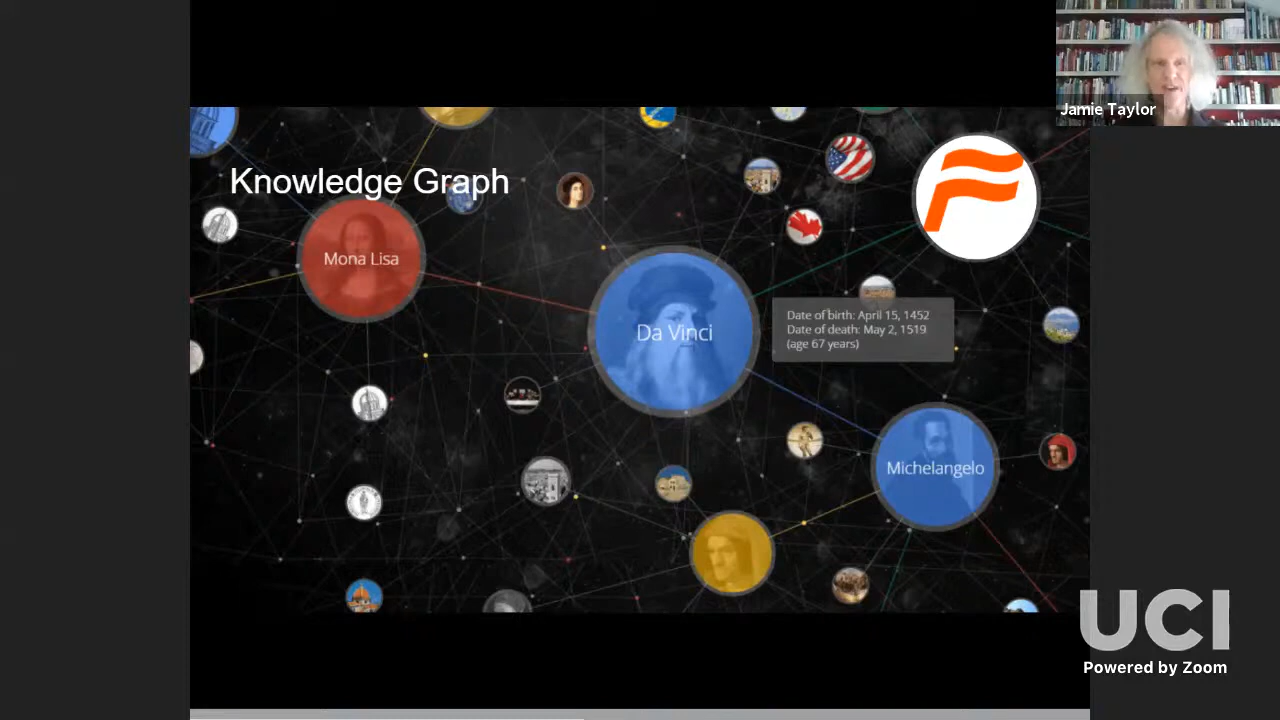 Jamie Taylor
Knowledge Graph
Mona Lisa
Da Vinci
Date of birth: April 15, 1452
Date of death: May 2, 1519
(age 67 years)
Michelangelo
UCI
Powered by Zoom